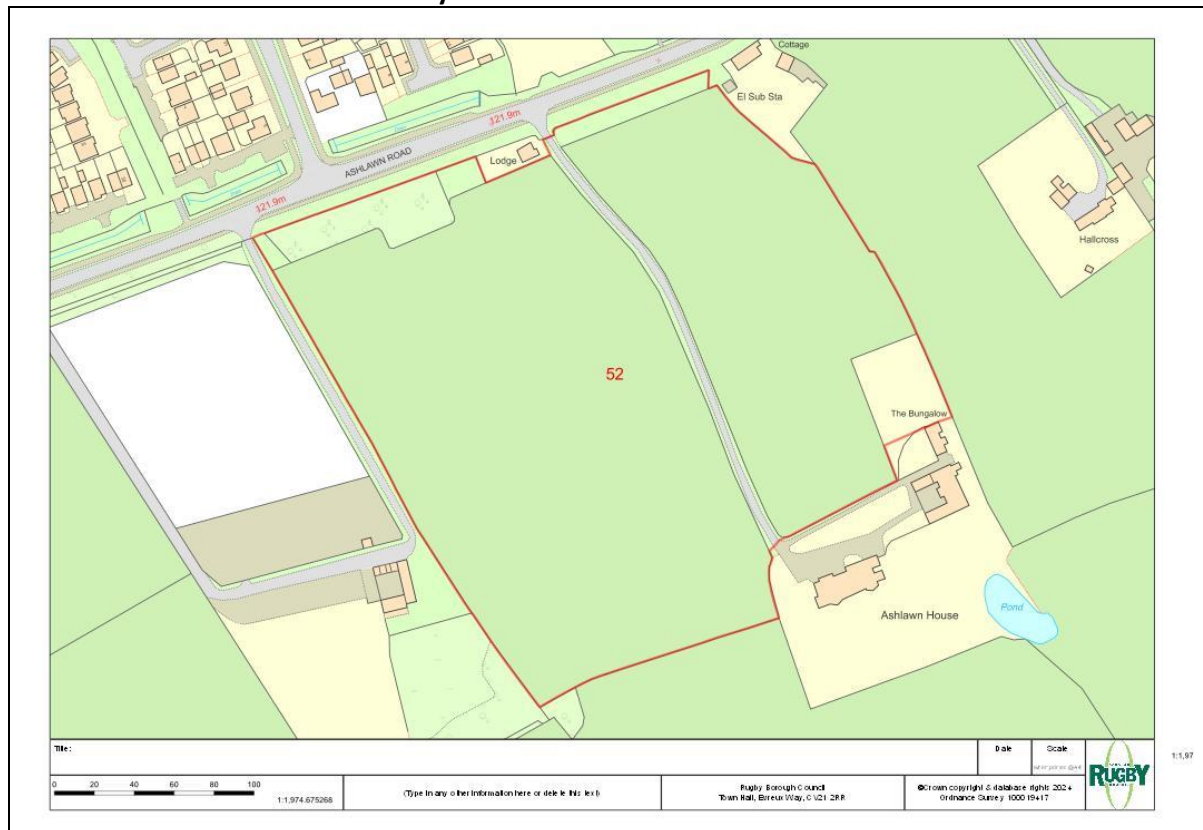 Cottage
El Sub Sta
121.9m
Lodge
ASHLAWN ROAD
121.9m
Hallcross
52
The Bungalow
Ashlawn House
Pond
Title:
Date
Scale
0 20 40 60 80 100
1:1,974.675268
(Type in any other information here or delete this text)
Rugby Borough Council
Town Hall, Evreux Way, CV21 2RR
©Crown copyright & database rights 2024
Ordnance Survey 100019417
RUGBY
1:1,97